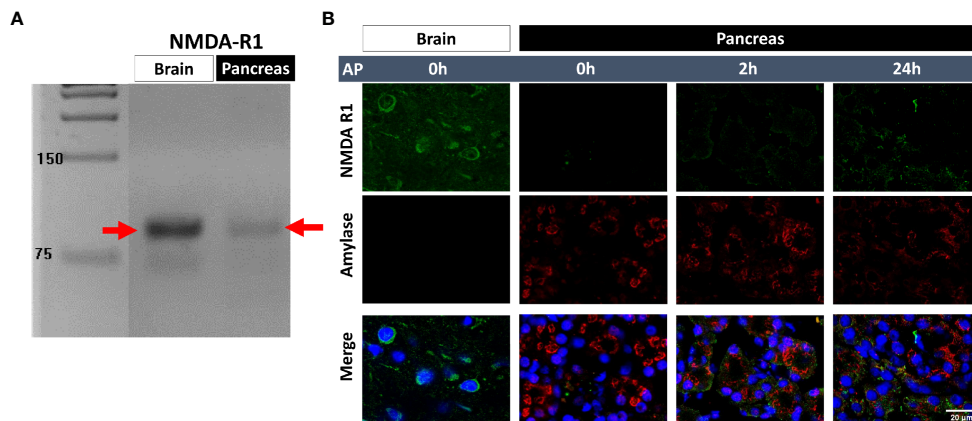 A
NMDA-R1
Brain Pancreas
150
75
B
Brain Pancreas
AP 0h 0h 2h 24h
NMDA R1
Amylase
Merge
20 µm